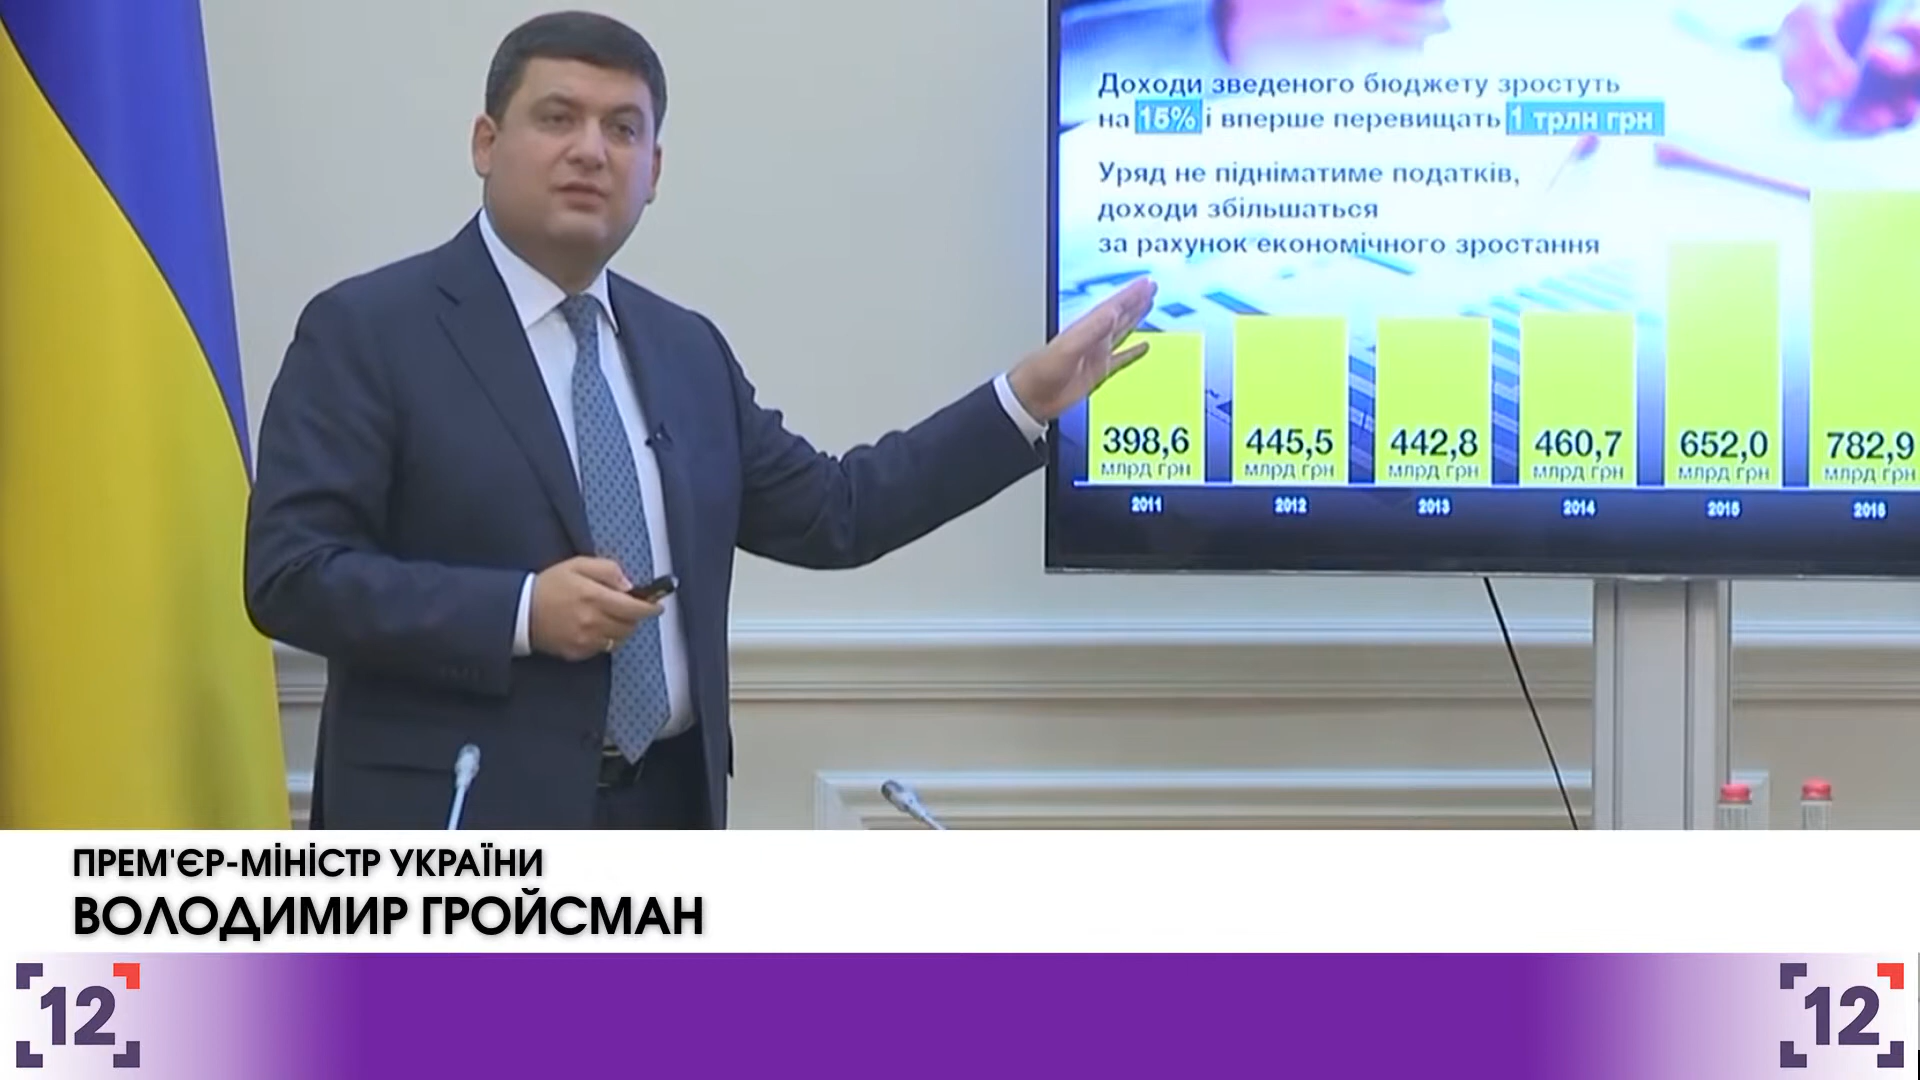 Доходи зведеного бюджету зростуть
на 15% і вперше перевищать 1 трлн грн
Уряд не підніматиме податків,
доходи збільшаться
за рахунок економічного зростання
398,6 445,5 442,8 460,7 652,0 782,9
млрд грн млрд грн млрд грн млрд грн млрд грн млрд грн
2011 2012 2013 2014 2015 2016
ПРЕМ'ЄР-МІНІСТР УКРАЇНИ
ВОЛОДИМИР ГРОЙСМАН
12 12